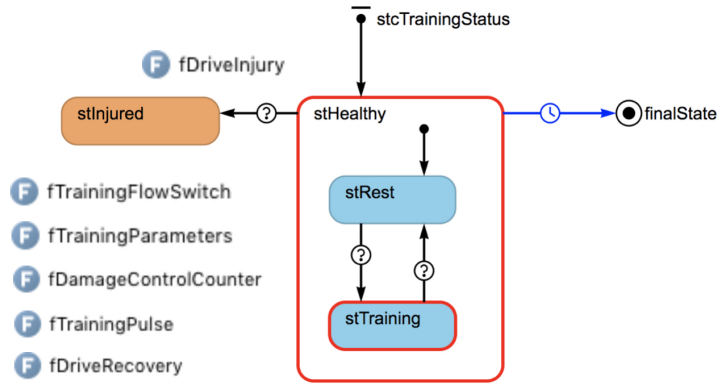 stcTrainingStatus
F fDriveInjury
stInjured
?
stHealthy
finalState
stRest
F fTrainingFlowSwitch
F fTrainingParameters
?
?
F fDamageControlCounter
stTraining
F fTrainingPulse
F fDriveRecovery